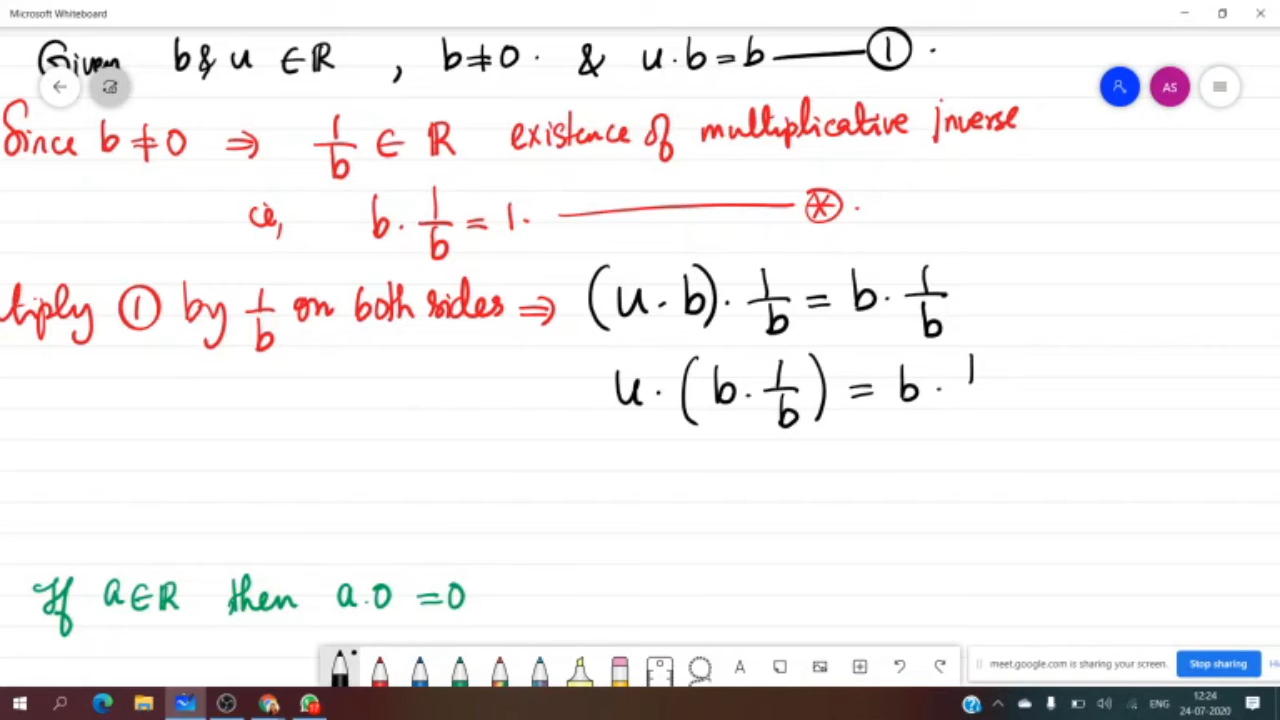 Microsoft Whiteboard
Given b & u ∈ ℝ , b ≠ 0 . & u · b = b —— ① .
Since b ≠ 0 ⇒ 1/b ∈ ℝ existence of multiplicative inverse
AS
ie, b · 1/b = 1 . —— ⊛ .
tiply ① by 1/b on both sides ⇒ (u · b) · 1/b = b · 1/b
u · (b · 1/b) = b · 1
If a ∈ ℝ then a . 0 = 0
A
meet.google.com is sharing your screen. Stop sharing Hi
ENG 12:24
24-07-2020